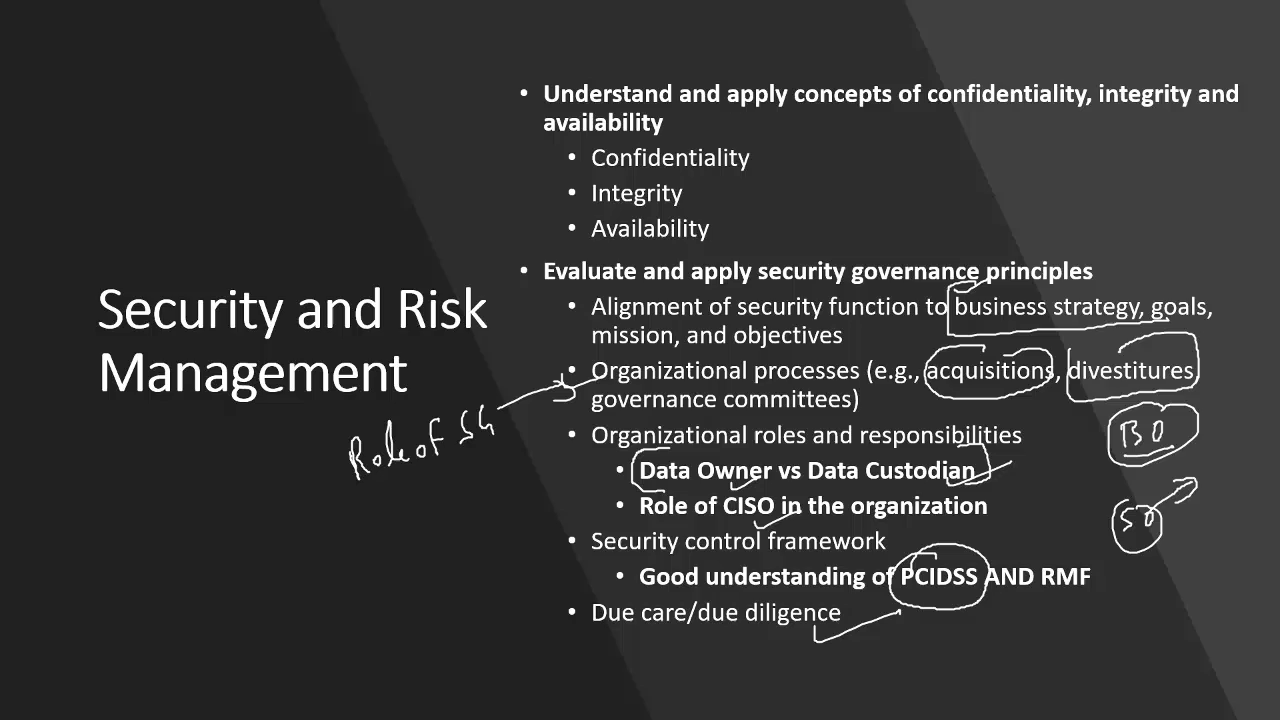 Security and Risk
Management
• Understand and apply concepts of confidentiality, integrity and
availability
• Confidentiality
• Integrity
• Availability
• Evaluate and apply security governance principles
• Alignment of security function to business strategy, goals,
mission, and objectives
• Organizational processes (e.g., acquisitions, divestitures
governance committees)
• Organizational roles and responsibilities
• Data Owner vs Data Custodian
• Role of CISO in the organization
• Security control framework
• Good understanding of PCIDSS AND RMF
• Due care/due diligence
Role of SG
BO
SO